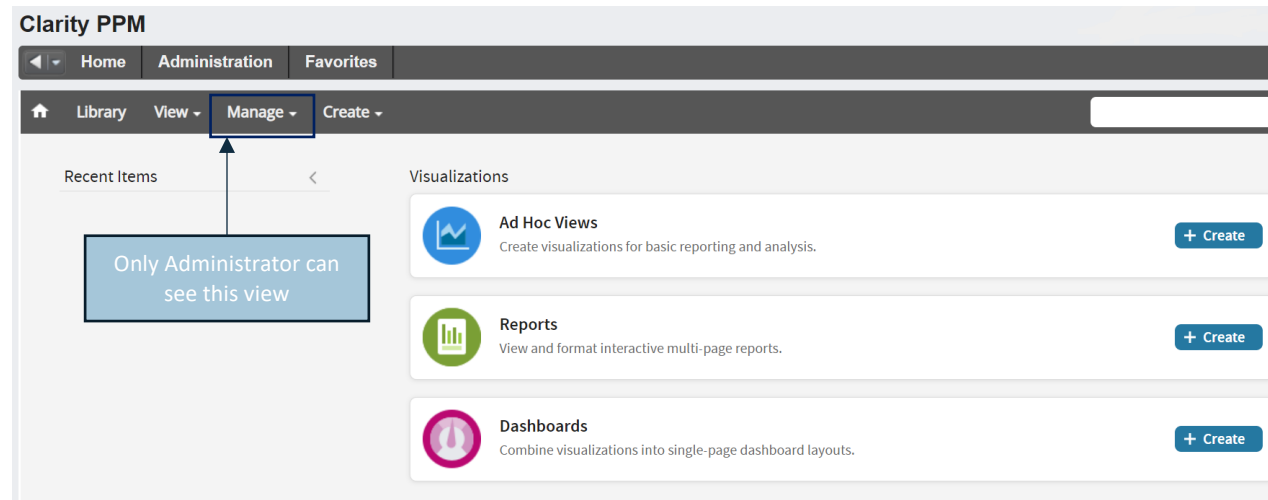 Clarity PPM
Home Administration Favorites
Library View Manage Create
Recent Items
Only Administrator can
see this view
Visualizations
Ad Hoc Views
Create visualizations for basic reporting and analysis.
+ Create
Reports
View and format interactive multi-page reports.
+ Create
Dashboards
Combine visualizations into single-page dashboard layouts.
+ Create